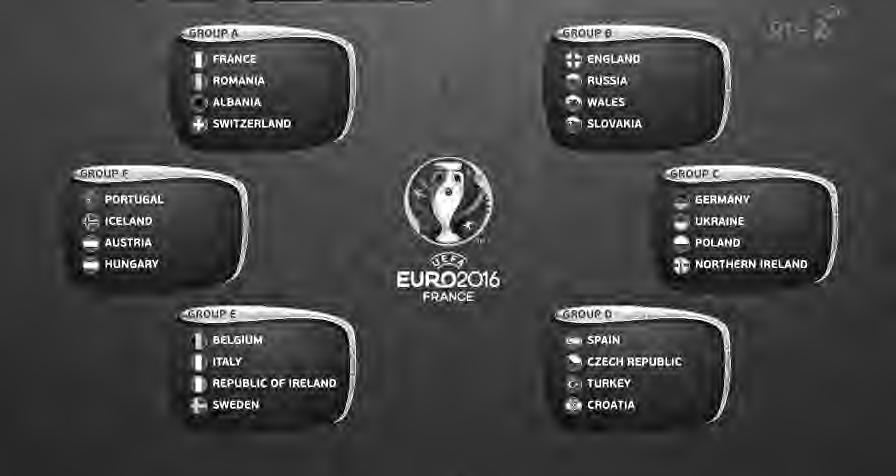 GROUP A
FRANCE
ROMANIA
ALBANIA
SWITZERLAND
GROUP B
ENGLAND
RUSSIA
WALES
SLOVAKIA
GROUP F
PORTUGAL
ICELAND
AUSTRIA
HUNGARY
UEFA
EURO2016
FRANCE
GROUP C
GERMANY
UKRAINE
POLAND
NORTHERN IRELAND
GROUP E
BELGIUM
ITALY
REPUBLIC OF IRELAND
SWEDEN
GROUP D
SPAIN
CZECH REPUBLIC
TURKEY
CROATIA